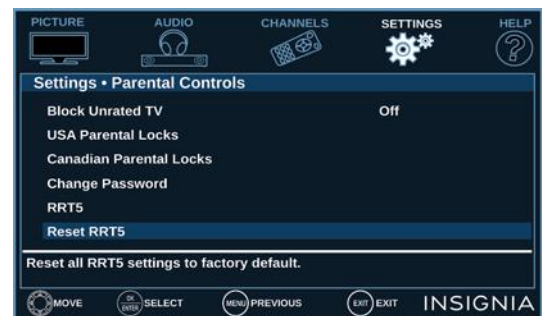 PICTURE AUDIO CHANNELS SETTINGS HELP
Settings • Parental Controls
Block Unrated TV Off
USA Parental Locks
Canadian Parental Locks
Change Password
RRT5
Reset RRT5
Reset all RRT5 settings to factory default.
MOVE OK ENTER SELECT MENU PREVIOUS EXIT EXIT INSIGNIA